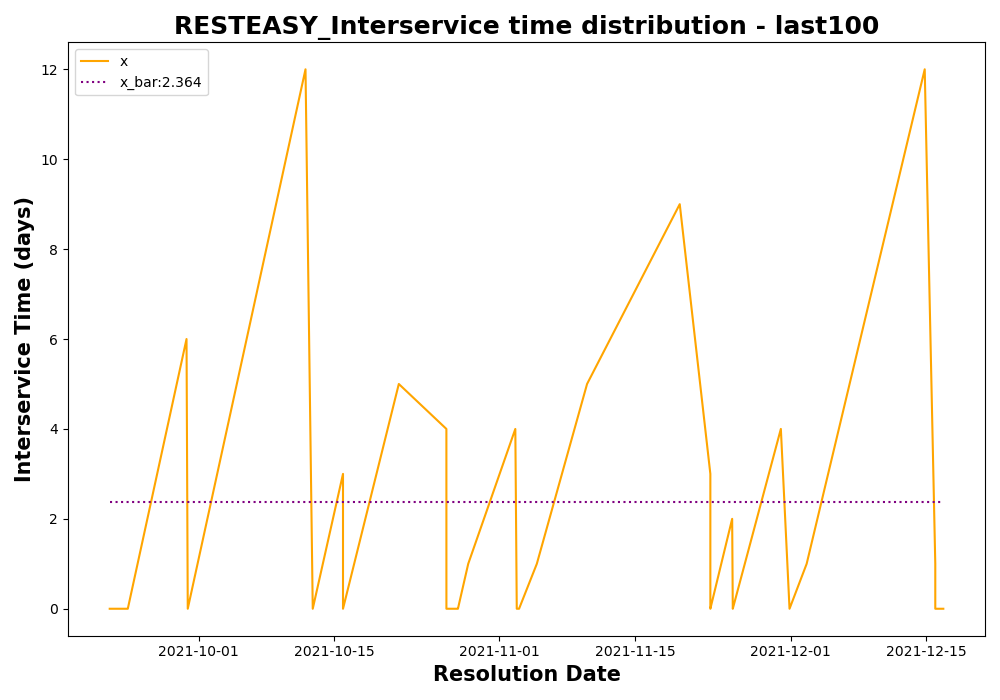 RESTEASY_Interservice time distribution - last100
x
x_bar:2.364
Interservice Time (days)
12
10
8
6
4
2
0
2021-10-01
2021-10-15
2021-11-01
2021-11-15
2021-12-01
2021-12-15
Resolution Date